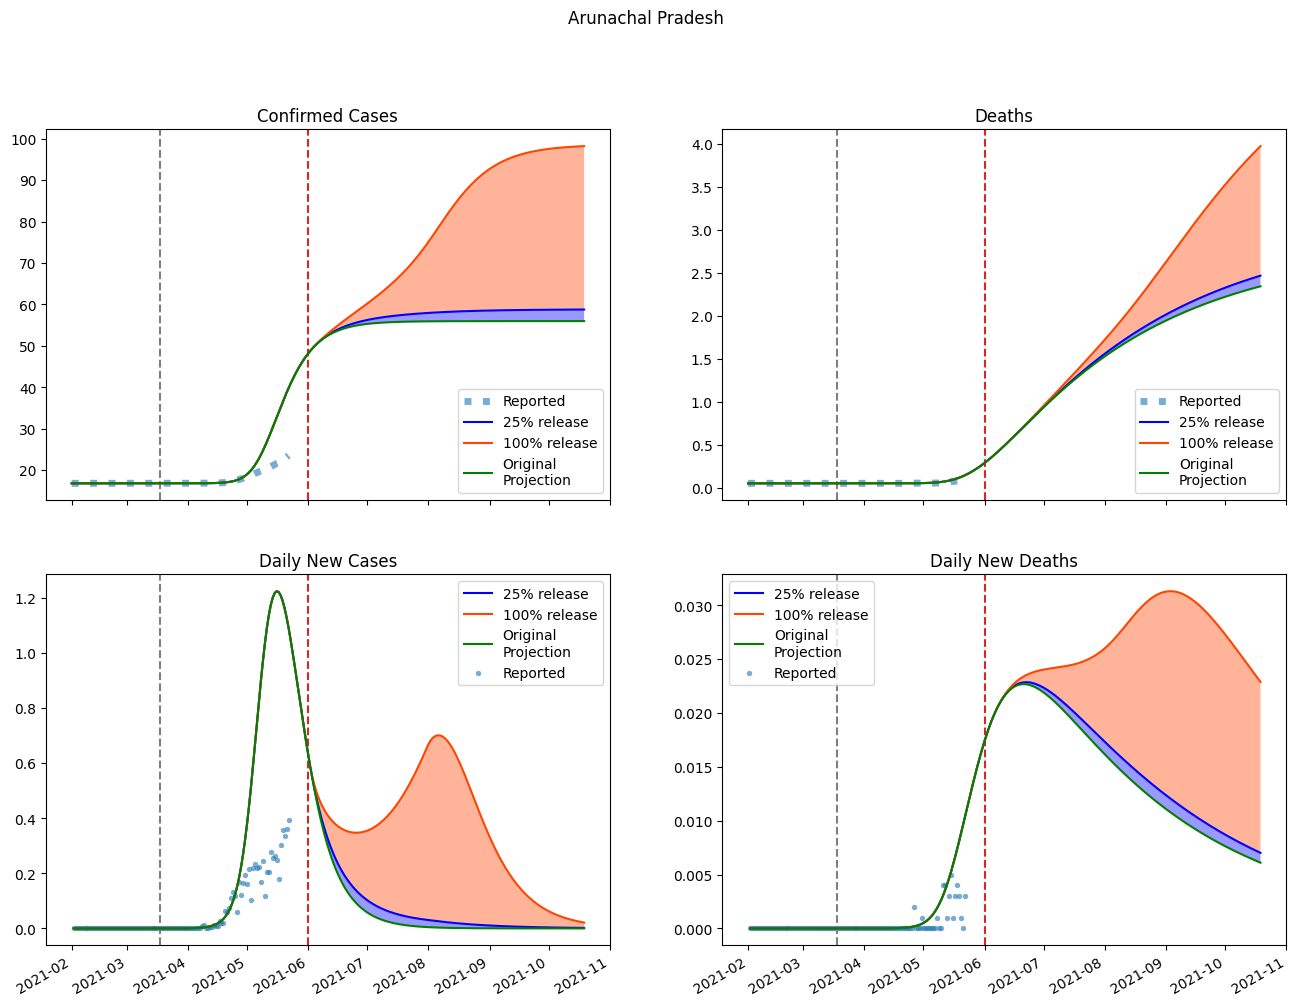 Arunachal Pradesh
Confirmed Cases
100
90
80
70
60
50
40
30
20
Reported
25% release
100% release
Original
Projection
Deaths
4.0
3.5
3.0
2.5
2.0
1.5
1.0
0.5
0.0
Reported
25% release
100% release
Original
Projection
Daily New Cases
1.2
1.0
0.8
0.6
0.4
0.2
0.0
25% release
100% release
Original
Projection
Reported
2021-02
2021-03
2021-04
2021-05
2021-06
2021-07
2021-08
2021-09
2021-10
2021-11
Daily New Deaths
0.030
0.025
0.020
0.015
0.010
0.005
0.000
25% release
100% release
Original
Projection
Reported
2021-02
2021-03
2021-04
2021-05
2021-06
2021-07
2021-08
2021-09
2021-10
2021-11